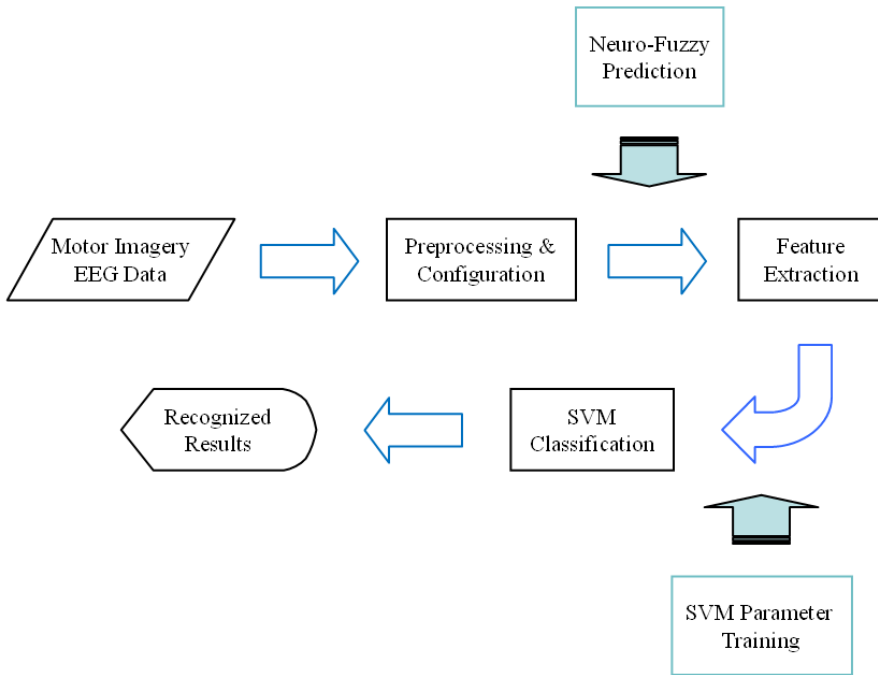 Neuro-Fuzzy
Prediction
Motor Imagery
EEG Data
Preprocessing &
Configuration
Feature
Extraction
Recognized
Results
SVM
Classification
SVM Parameter
Training